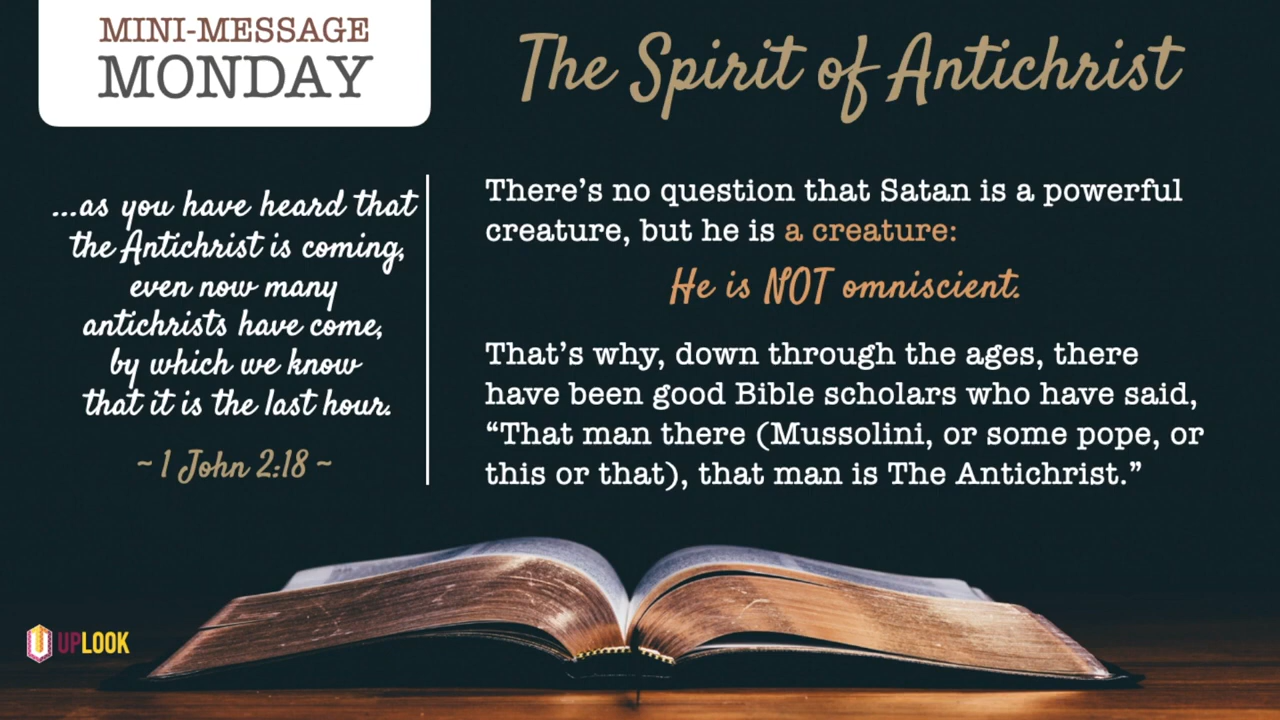 MINI-MESSAGE
MONDAY
The Spirit of Antichrist
...as you have heard that
the Antichrist is coming,
even now many
antichrists have come,
by which we know
that it is the last hour.
~ 1 John 2:18 ~
There’s no question that Satan is a powerful
creature, but he is a creature:
He is NOT omniscient.
That’s why, down through the ages, there
have been good Bible scholars who have said,
“That man there (Mussolini, or some pope, or
this or that), that man is The Antichrist.”
UPLOOK